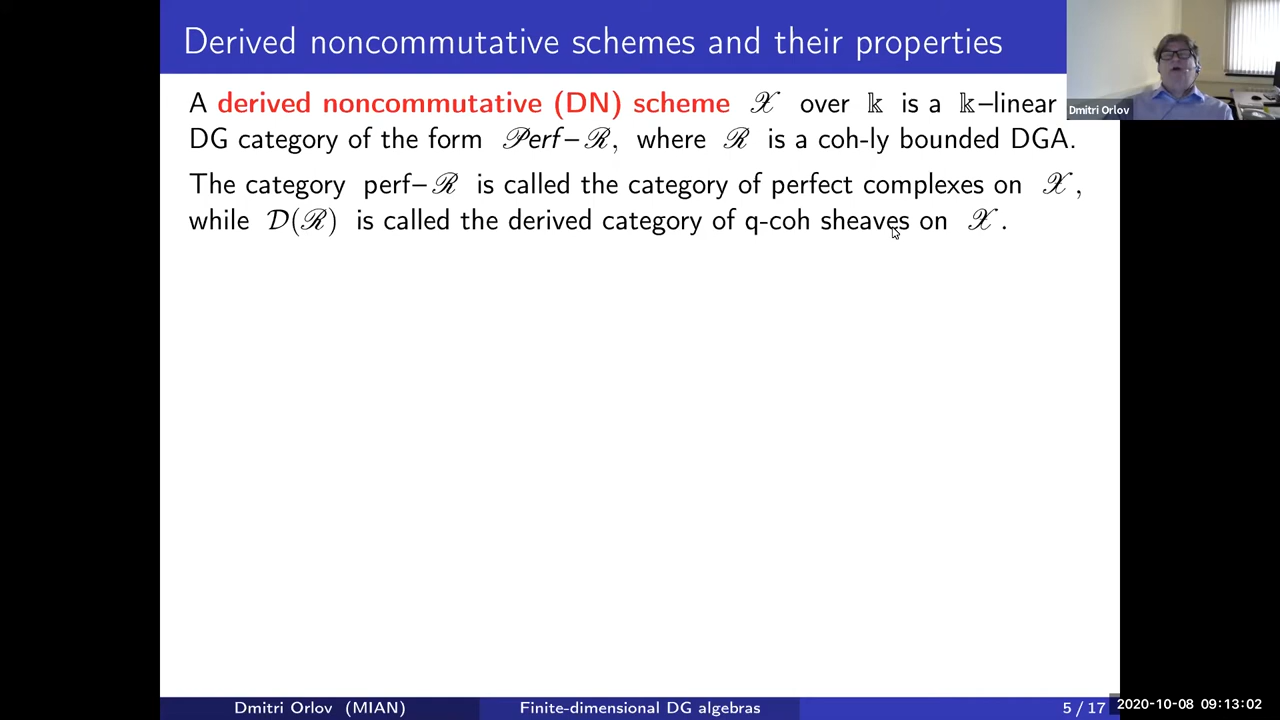 Derived noncommutative schemes and their properties
Dmitri Orlov
A derived noncommutative (DN) scheme 𝒳 over 𝕜 is a 𝕜–linear
DG category of the form 𝒫erf–ℛ, where ℛ is a coh-ly bounded DGA.
The category perf–ℛ is called the category of perfect complexes on 𝒳,
while 𝒟(ℛ) is called the derived category of q-coh sheaves on 𝒳.
Dmitri Orlov (MIAN) Finite-dimensional DG algebras 5 / 17
2020-10-08 09:13:02